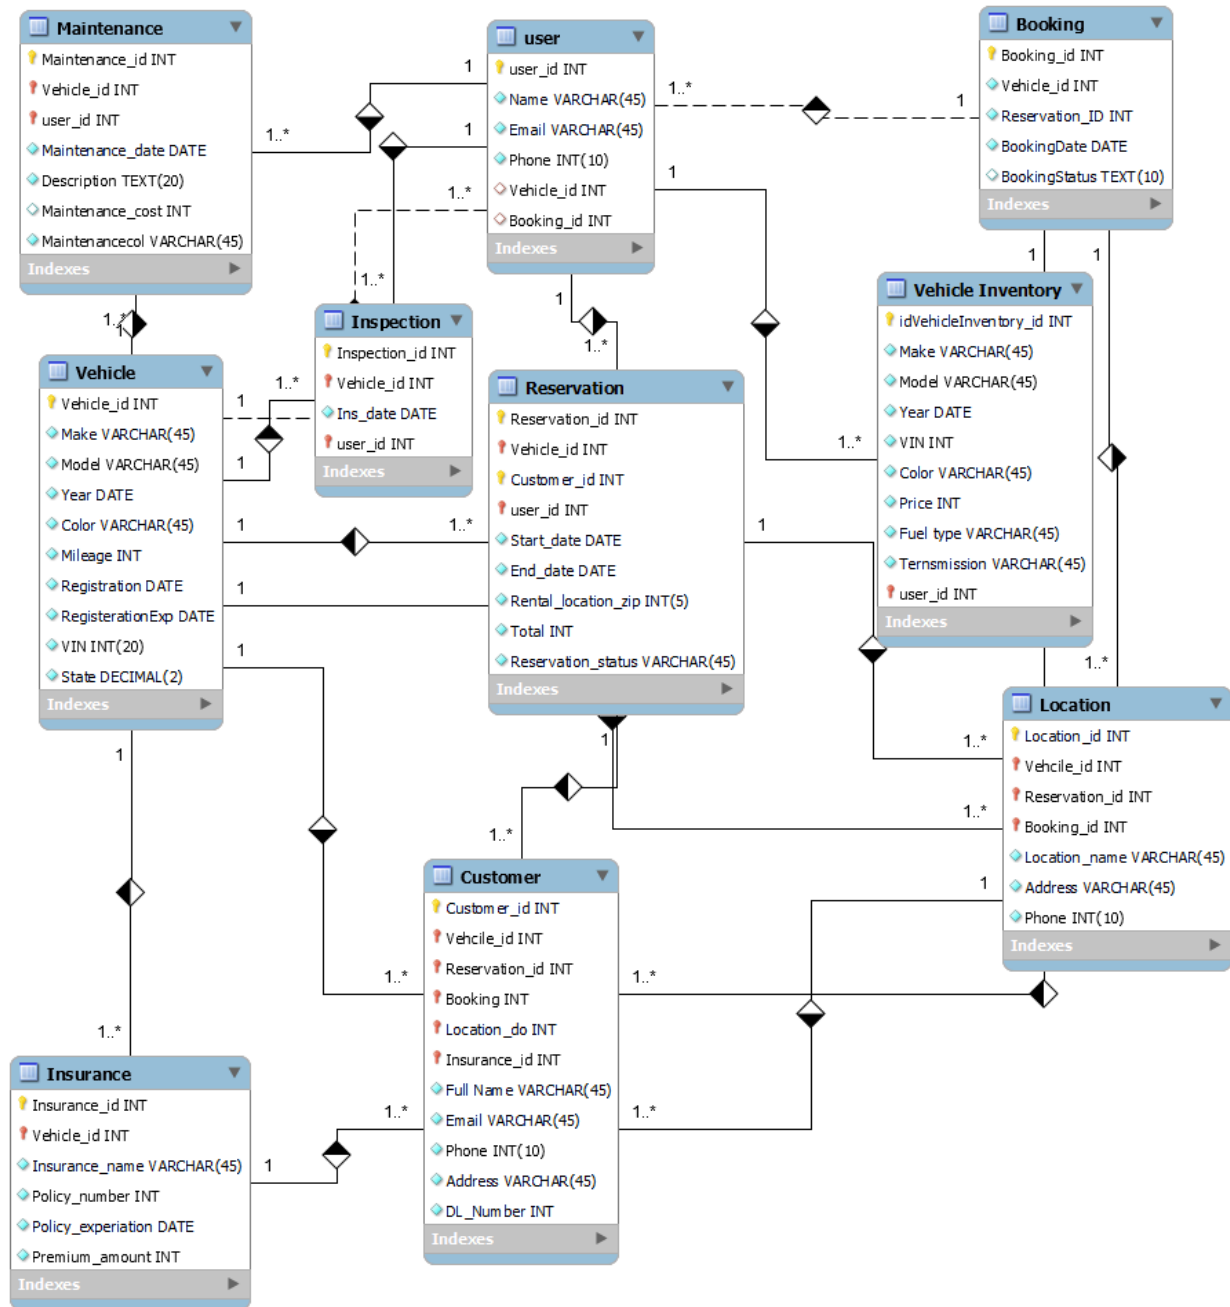 Maintenance
Maintenance_id INT
Vehicle_id INT
user_id INT
Maintenance_date DATE
Description TEXT(20)
Maintenance_cost INT
Maintenancecol VARCHAR(45)
Indexes
user
user_id INT
Name VARCHAR(45)
Email VARCHAR(45)
Phone INT(10)
Vehicle_id INT
Booking_id INT
Indexes
Booking
Booking_id INT
Vehicle_id INT
Reservation_ID INT
BookingDate DATE
BookingStatus TEXT(10)
Indexes
1
1..*
1
1..*
1..*
1..*
1
1
1
1
1..*
1
1..*
Inspection
Inspection_id INT
Vehicle_id INT
Ins_date DATE
user_id INT
Indexes
Vehicle Inventory
idVehicleInventory_id INT
Make VARCHAR(45)
Model VARCHAR(45)
Year DATE
VIN INT
Color VARCHAR(45)
Price INT
Fuel type VARCHAR(45)
Ternsmission VARCHAR(45)
user_id INT
Indexes
Vehicle
Vehicle_id INT
Make VARCHAR(45)
Model VARCHAR(45)
Year DATE
Color VARCHAR(45)
Mileage INT
Registration DATE
RegisterationExp DATE
VIN INT(20)
State DECIMAL(2)
Indexes
Reservation
Reservation_id INT
Vehicle_id INT
Customer_id INT
user_id INT
Start_date DATE
End_date DATE
Rental_location_zip INT(5)
Total INT
Reservation_status VARCHAR(45)
Indexes
1
1..*
1
1..*
1
1..*
1
1
1
1..*
1..*
1
1..*
1..*
1
Location
Location_id INT
Vehcile_id INT
Reservation_id INT
Booking_id INT
Location_name VARCHAR(45)
Address VARCHAR(45)
Phone INT(10)
Indexes
Customer
Customer_id INT
Vehcile_id INT
Reservation_id INT
Booking INT
Location_do INT
Insurance_id INT
Full Name VARCHAR(45)
Email VARCHAR(45)
Phone INT(10)
Address VARCHAR(45)
DL_Number INT
Indexes
1..*
1
1..*
1..*
1..*
1..*
1
Insurance
Insurance_id INT
Vehicle_id INT
Insurance_name VARCHAR(45)
Policy_number INT
Policy_experiation DATE
Premium_amount INT
Indexes